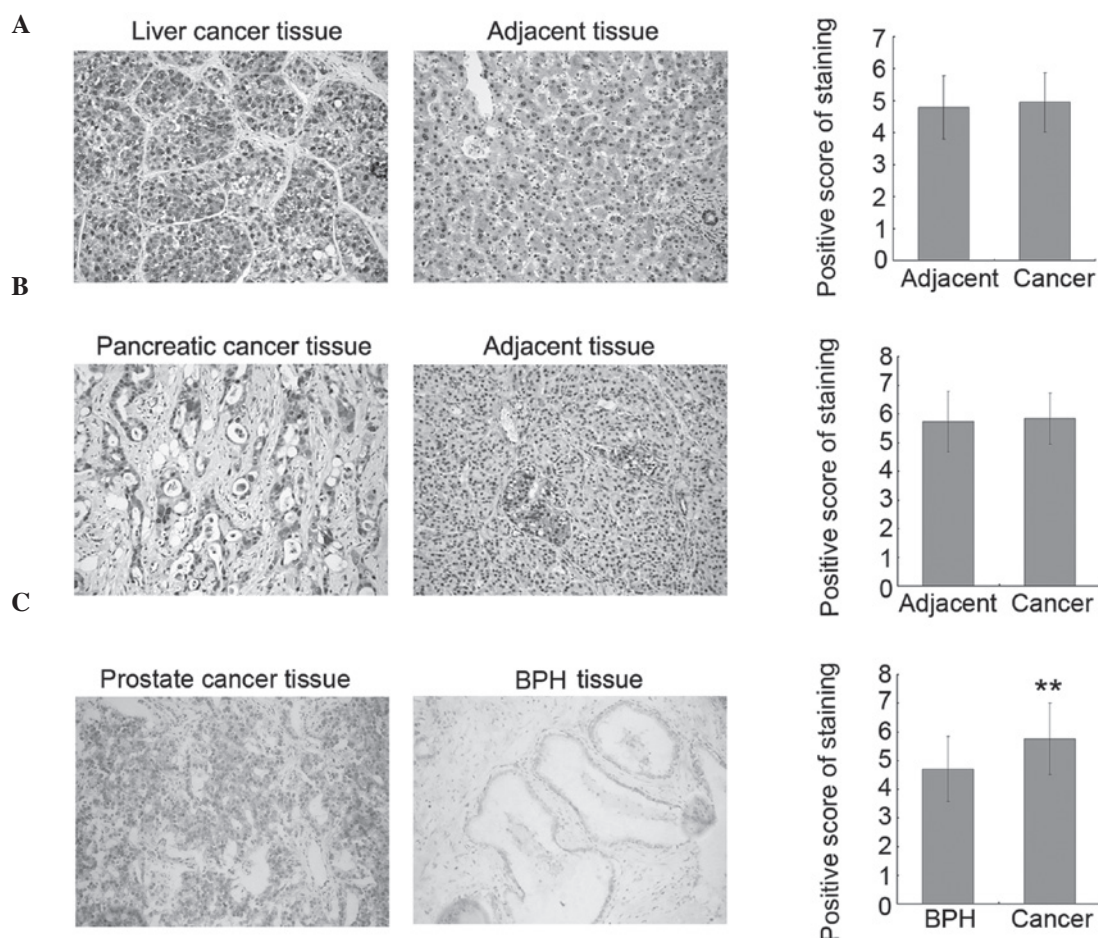 A
Liver cancer tissue
Adjacent tissue
Positive score of staining
7
6
5
4
3
2
1
0
Adjacent Cancer
B
Pancreatic cancer tissue
Adjacent tissue
Positive score of staining
8
7
6
5
4
3
2
1
0
Adjacent Cancer
C
Prostate cancer tissue
BPH tissue
Positive score of staining
8
7
6
5
4
3
2
1
0
**
BPH Cancer